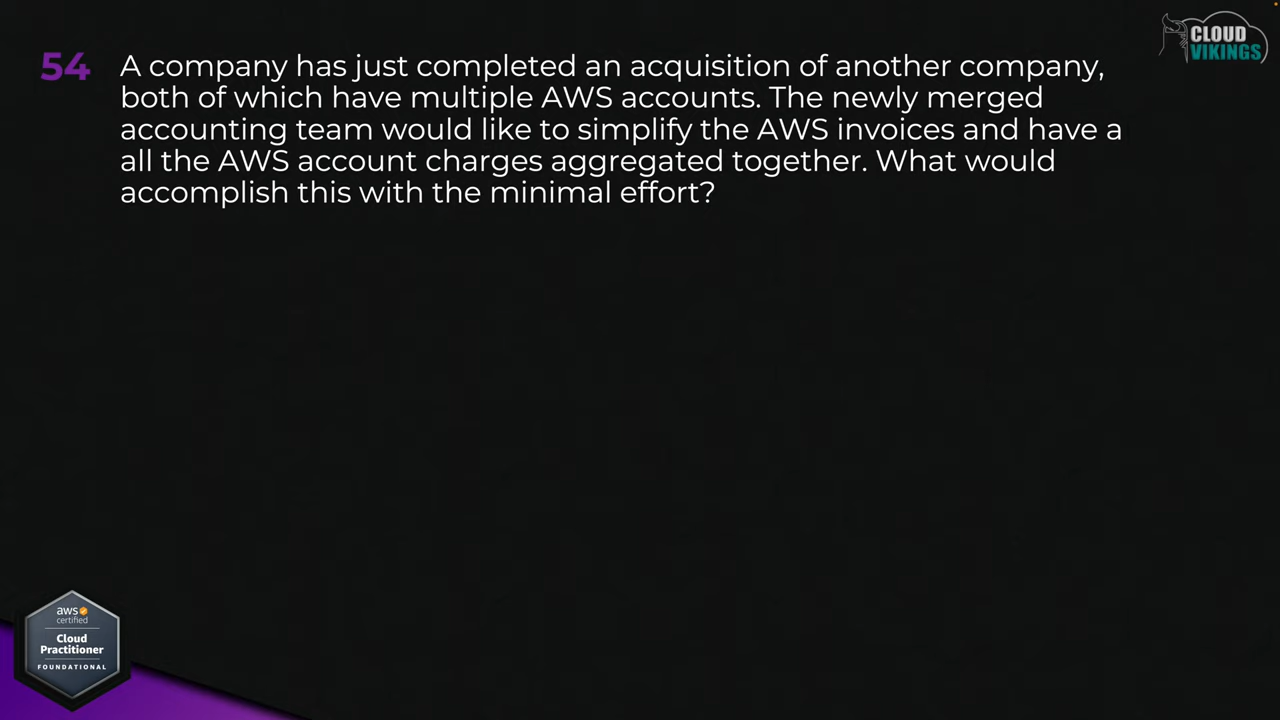 CLOUD
VIKINGS
54
A company has just completed an acquisition of another company,
both of which have multiple AWS accounts. The newly merged
accounting team would like to simplify the AWS invoices and have a
all the AWS account charges aggregated together. What would
accomplish this with the minimal effort?
aws
certified
Cloud
Practitioner
FOUNDATIONAL